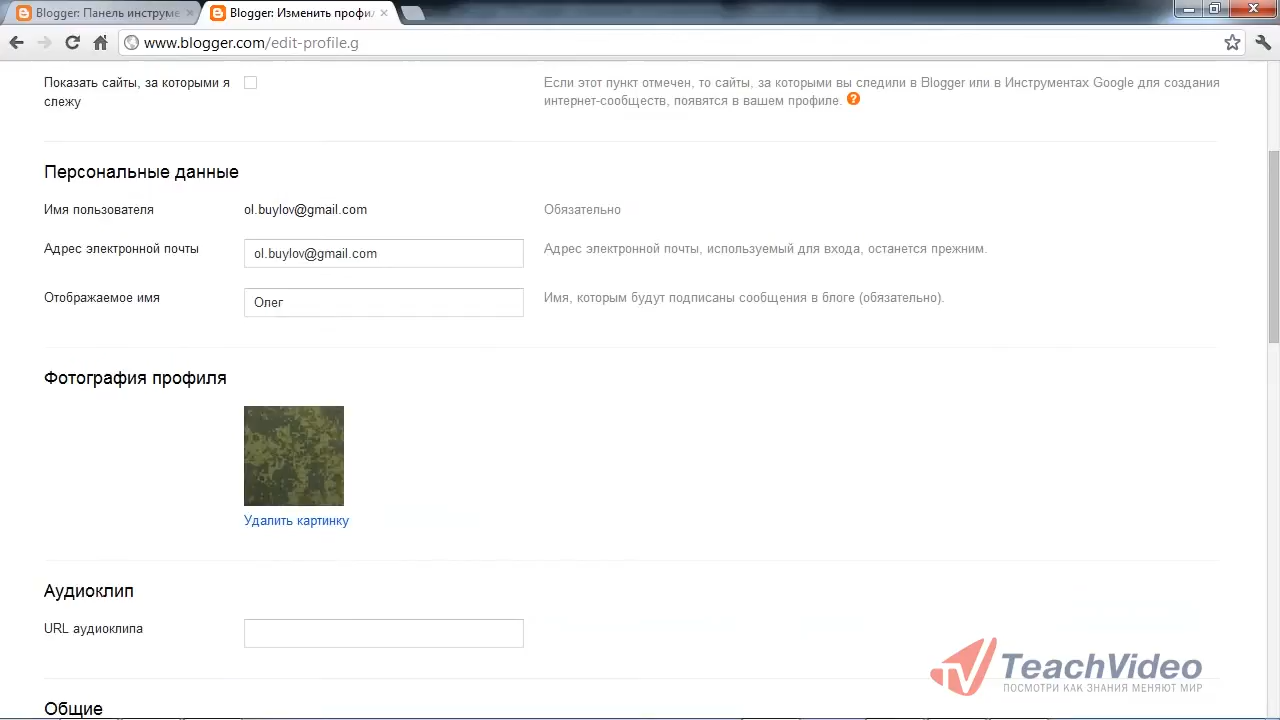 Blogger: Панель инструме
Blogger: Изменить профил
www.blogger.com/edit-profile.g
Показать сайты, за которыми я
слежу
Если этот пункт отмечен, то сайты, за которыми вы следили в Blogger или в Инструментах Google для создания
интернет-сообществ, появятся в вашем профиле. ?
Персональные данные
Имя пользователя
ol.buylov@gmail.com
Обязательно
Адрес электронной почты
ol.buylov@gmail.com
Адрес электронной почты, используемый для входа, останется прежним.
Отображаемое имя
Олег
Имя, которым будут подписаны сообщения в блоге (обязательно).
Фотография профиля
Удалить картинку
Аудиоклип
URL аудиоклипа
Общие
TV TeachVideo
ПОСМОТРИ КАК ЗНАНИЯ МЕНЯЮТ МИР